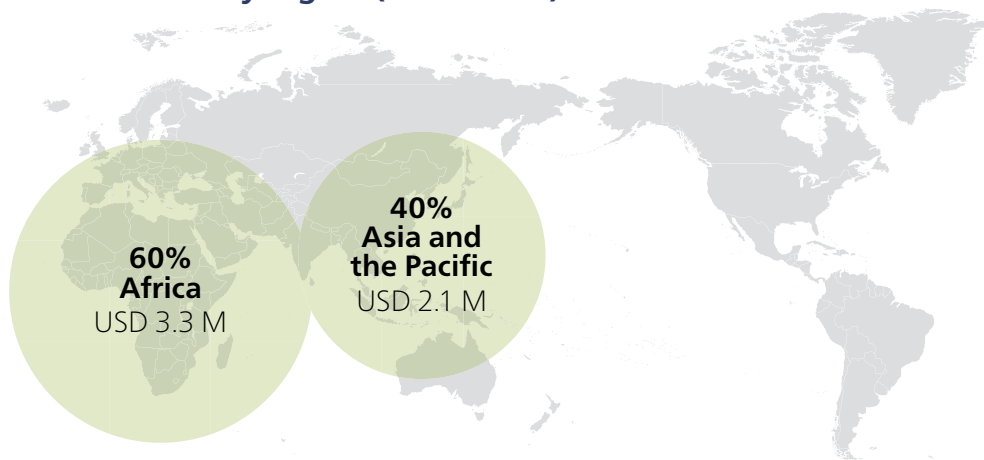 60%
Africa
USD 3.3 M
40%
Asia and
the Pacific
USD 2.1 M